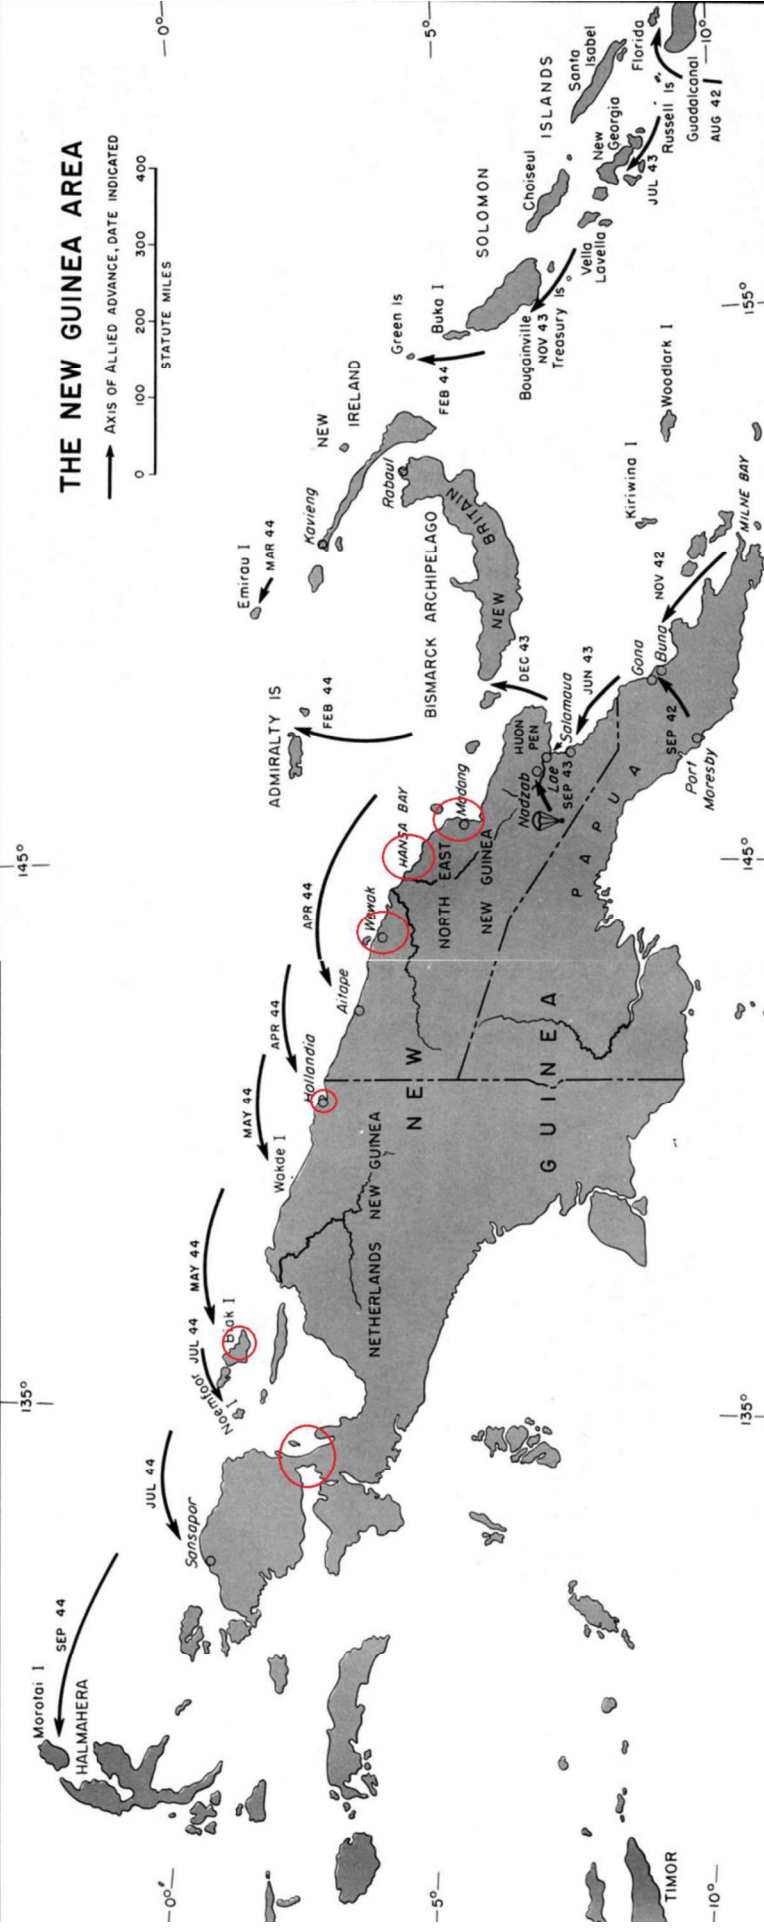 THE NEW GUINEA AREA
AXIS OF ALLIED ADVANCE, DATE INDICATED
0 100 200 300 400
STATUTE MILES
0°
5°
10°
145°
135°
0°
5°
10°
155°
145°
135°
Morotai I
HALMAHERA
SEP 44
Sansapor
JUL 44
Noemfoor I
JUL 44
Biak I
MAY 44
Wakde I
MAY 44
Hollandia
APR 44
Aitape
APR 44
Wewak
HANSA BAY
Madang
ADMIRALTY IS
FEB 44
Emirau I
MAR 44
Kavieng
NEW
IRELAND
Rabaul
BISMARCK ARCHIPELAGO
NEW
BRITAIN
DEC 43
Green Is
FEB 44
Buka I
Bougainville
NOV 43
Treasury Is
SOLOMON
ISLANDS
Choiseul
Vella
Lavella
New
Georgia
JUL 43
Santa
Isabel
Russell Is
Florida
Guadalcanal
AUG 42
NETHERLANDS NEW GUINEA
NEW
GUINEA
NORTH EAST
NEW GUINEA
HUON
PEN
Nadzab
Lae
SEP 43
Salamaua
JUN 43
PAPUA
Gona
Buna
SEP 42
NOV 42
Port
Moresby
MILNE BAY
Kiriwina I
Woodlark I
TIMOR